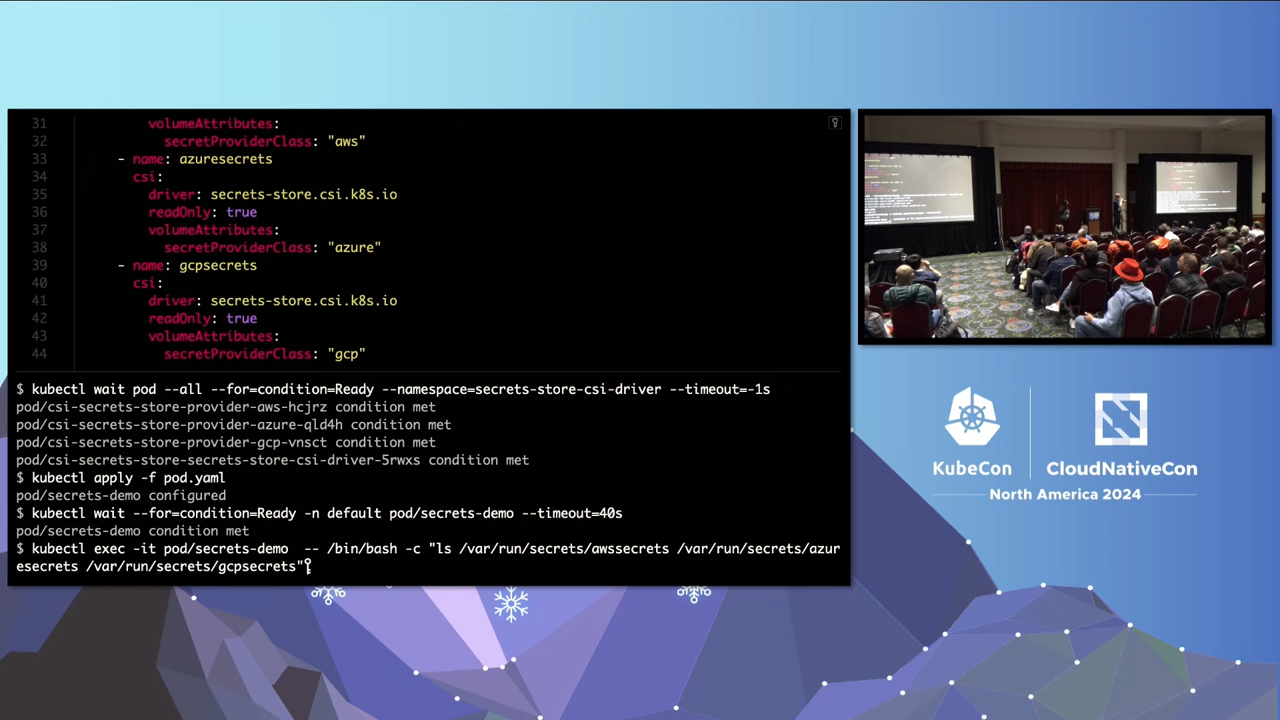 31 volumeAttributes:
32 secretProviderClass: "aws"
33 - name: azuresecrets
34 csi:
35 driver: secrets-store.csi.k8s.io
36 readOnly: true
37 volumeAttributes:
38 secretProviderClass: "azure"
39 - name: gcpsecrets
40 csi:
41 driver: secrets-store.csi.k8s.io
42 readOnly: true
43 volumeAttributes:
44 secretProviderClass: "gcp"
$ kubectl wait pod --all --for=condition=Ready --namespace=secrets-store-csi-driver --timeout=-1s
pod/csi-secrets-store-provider-aws-hcjrz condition met
pod/csi-secrets-store-provider-azure-qld4h condition met
pod/csi-secrets-store-provider-gcp-vnsct condition met
pod/csi-secrets-store-secrets-store-csi-driver-5rwxs condition met
$ kubectl apply -f pod.yaml
pod/secrets-demo configured
$ kubectl wait --for=condition=Ready -n default pod/secrets-demo --timeout=40s
pod/secrets-demo condition met
$ kubectl exec -it pod/secrets-demo -- /bin/bash -c "ls /var/run/secrets/awssecrets /var/run/secrets/azur
esecrets /var/run/secrets/gcpsecrets"
KubeCon
CloudNativeCon
North America 2024